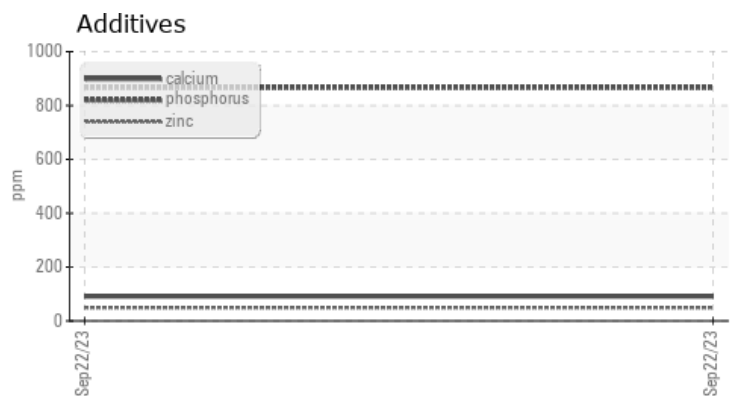 Additives
1000
800
600
400
200
0
ppm
calcium
phosphorus
zinc
Sep22/23
Sep22/23